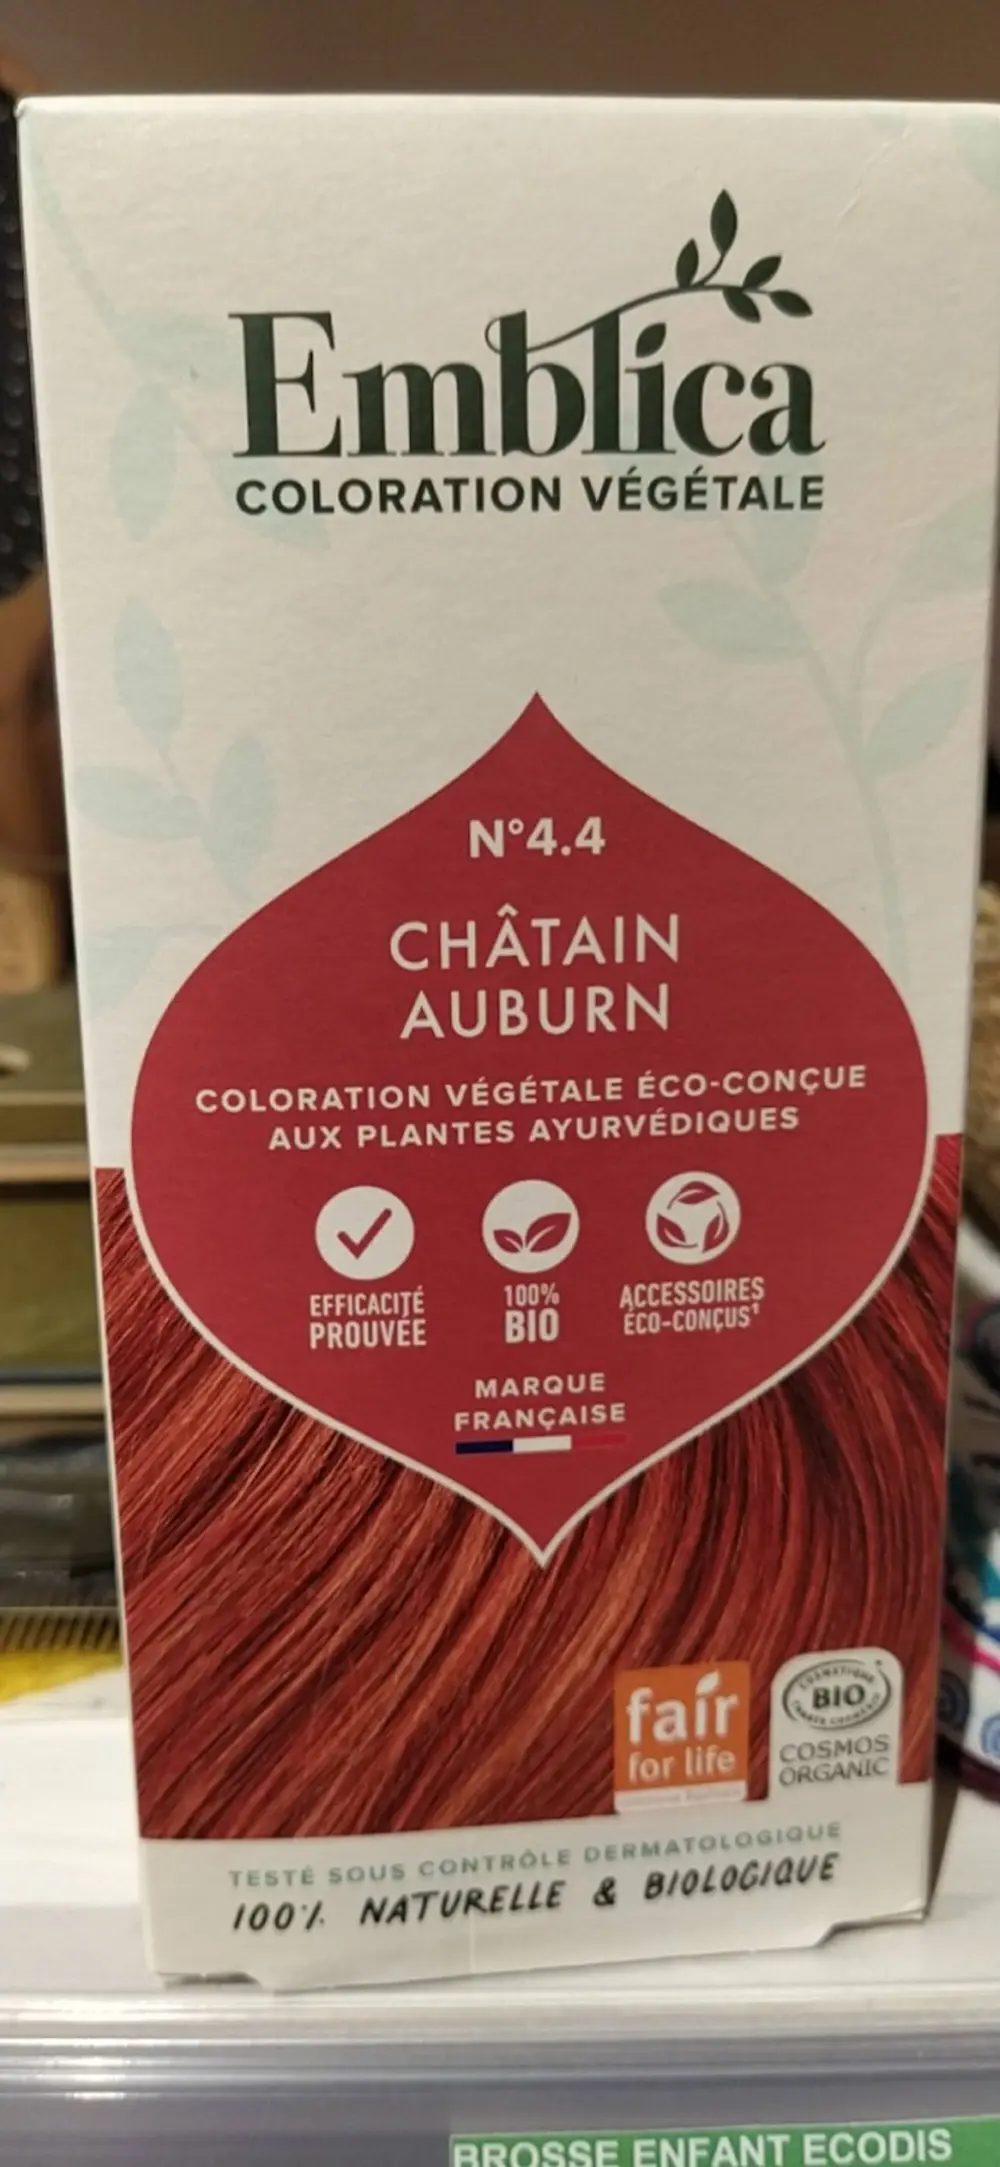 Emblica
COLORATION VÉGÉTALE
N°4.4
CHÂTAIN
AUBURN
COLORATION VÉGÉTALE ÉCO-CONÇUE
AUX PLANTES AYURVÉDIQUES
EFFICACITÉ
PROUVÉE
100%
BIO
ACCESSOIRES
ÉCO-CONÇUS¹
MARQUE
FRANÇAISE
fair
for life
BIO
COSMOS
ORGANIC
TESTÉ SOUS CONTRÔLE DERMATOLOGIQUE
100% NATURELLE & BIOLOGIQUE
BROSSE ENFANT ECODIS